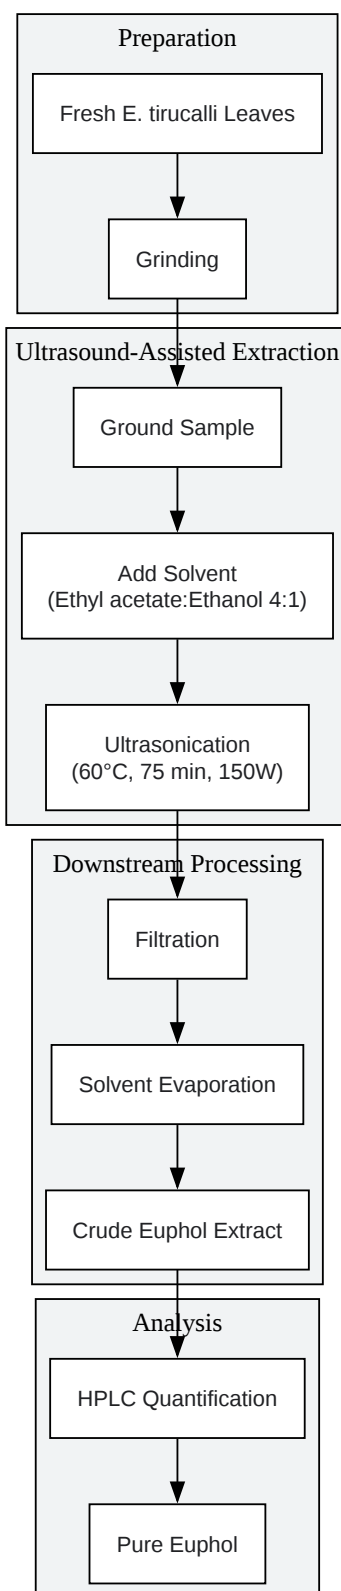 Preparation
Fresh E. tirucalli Leaves
Grinding
Ultrasound-Assisted Extraction
Ground Sample
Add Solvent
(Ethyl acetate:Ethanol 4:1)
Ultrasonication
(60°C, 75 min, 150W)
Downstream Processing
Filtration
Solvent Evaporation
Crude Euphol Extract
Analysis
HPLC Quantification
Pure Euphol